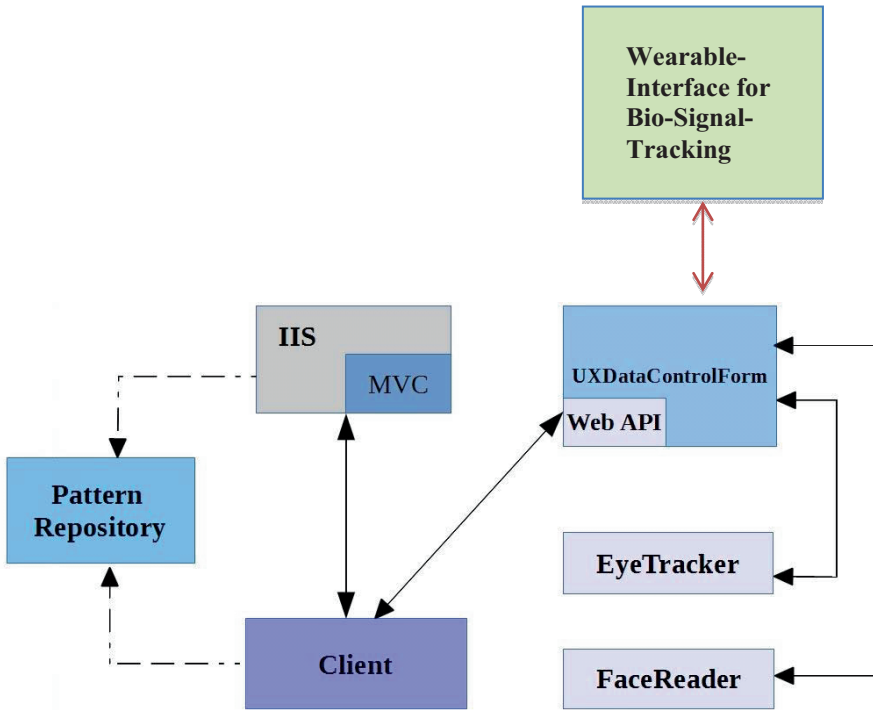 Wearable-
Interface for
Bio-Signal-
Tracking
IIS
MVC
UXDataControlForm
Web API
Pattern
Repository
EyeTracker
Client
FaceReader